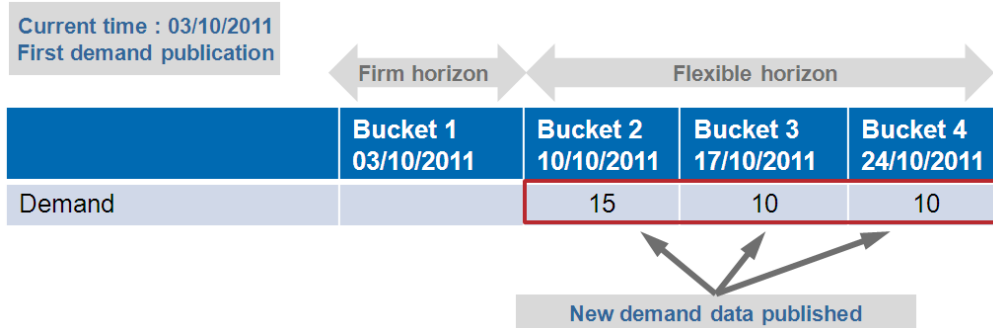 Current time : 03/10/2011
First demand publication
Firm horizon
Flexible horizon
Bucket 1 Bucket 2 Bucket 3 Bucket 4
03/10/2011 10/10/2011 17/10/2011 24/10/2011
Demand 15 10 10
New demand data published